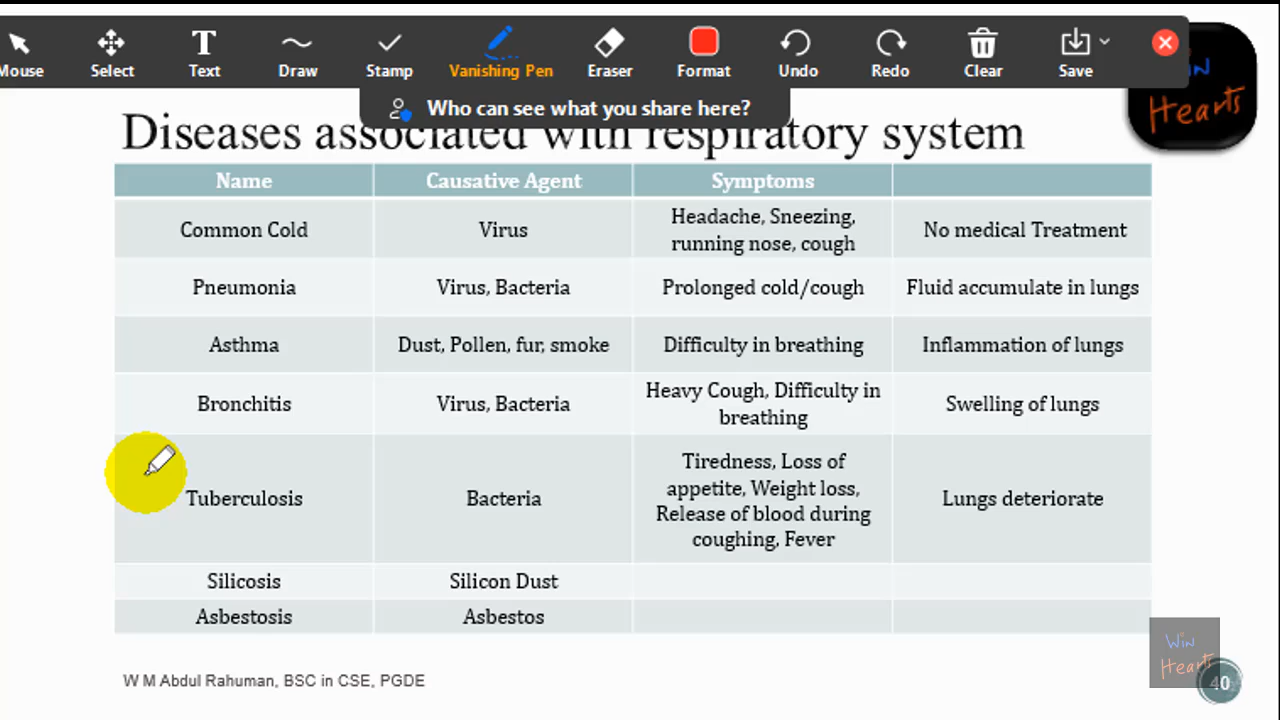 Mouse Select Text Draw Stamp Vanishing Pen Eraser Format Undo Redo Clear Save
Who can see what you share here?
Win
Hearts
Diseases associated with respiratory system
Name Causative Agent Symptoms
Common Cold Virus Headache, Sneezing, running nose, cough No medical Treatment
Pneumonia Virus, Bacteria Prolonged cold/cough Fluid accumulate in lungs
Asthma Dust, Pollen, fur, smoke Difficulty in breathing Inflammation of lungs
Bronchitis Virus, Bacteria Heavy Cough, Difficulty in breathing Swelling of lungs
Tuberculosis Bacteria Tiredness, Loss of appetite, Weight loss, Release of blood during coughing, Fever Lungs deteriorate
Silicosis Silicon Dust
Asbestosis Asbestos
Win
Hearts
W M Abdul Rahuman, BSC in CSE, PGDE
40